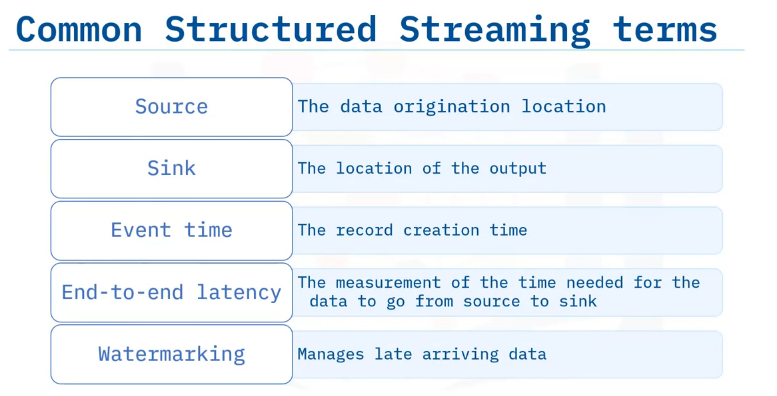 Common Structured Streaming terms
Source
The data origination location
Sink
The location of the output
Event time
The record creation time
End-to-end latency
The measurement of the time needed for the
data to go from source to sink
Watermarking
Manages late arriving data